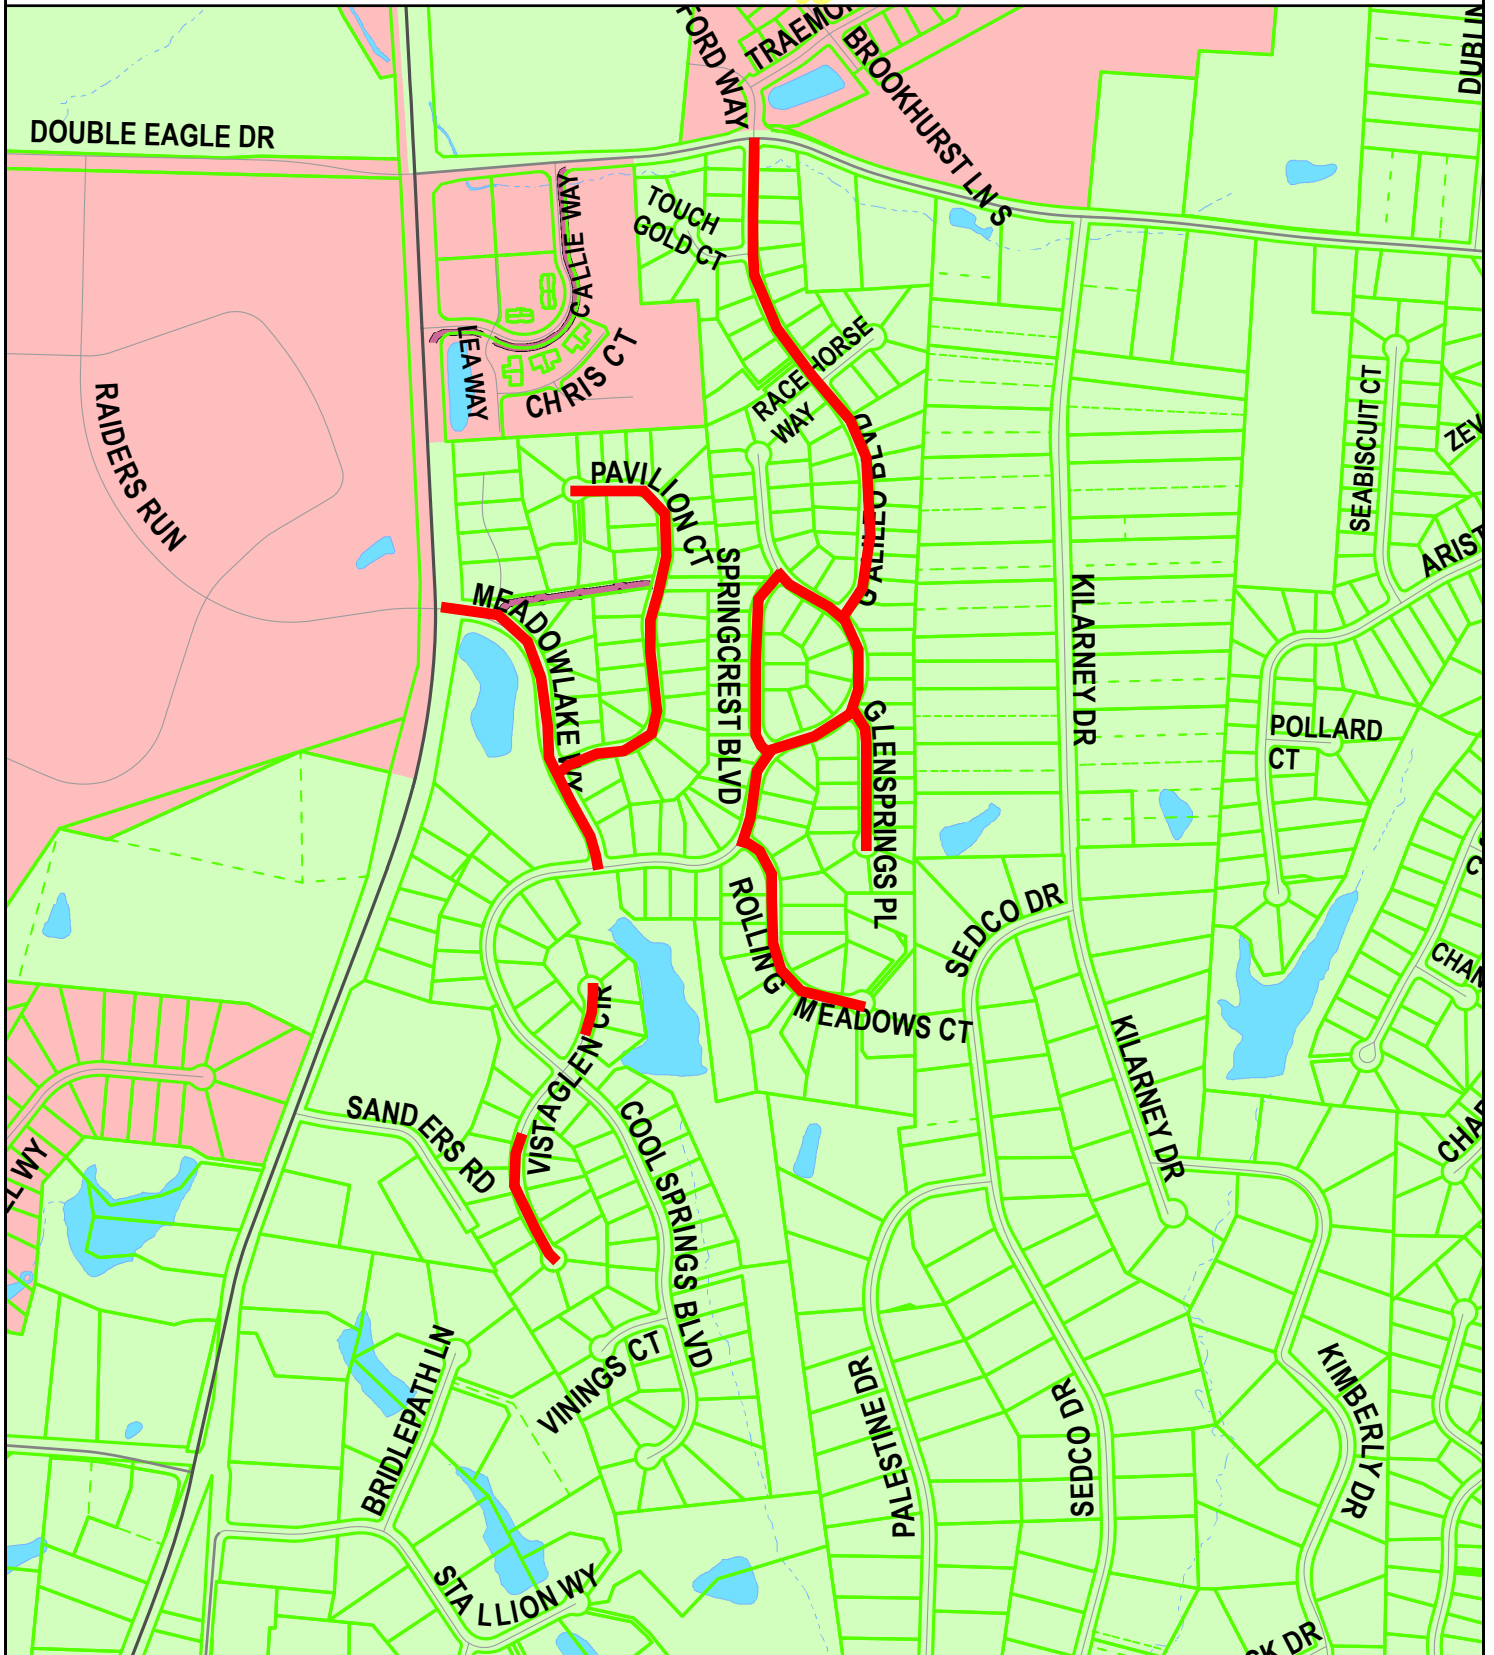 FORD WAY
BROOKHURST LN S
DOUBLE EAGLE DR
CALLIE WAY
TOUCH
GOLD CT
LEA WAY
CHRIS CT
RACE HORSE
WAY
RAIDERS RUN
PAVILION CT
GALILEO BLVD
SEABISCUIT CT
MEADOWLAKE WY
SPRINGCREST BLVD
KILARNEY DR
GLENSPRINGS PL
POLLARD
CT
ROLLING
MEADOWS CT
SEDCO DR
KILARNEY DR
VISTAGLEN CIR
SANDERS RD
COOL SPRINGS BLVD
VININGS CT
BRIDLEPATH LN
PALESTINE DR
SEDCO DR
KIMBERLY DR
STALLION WY